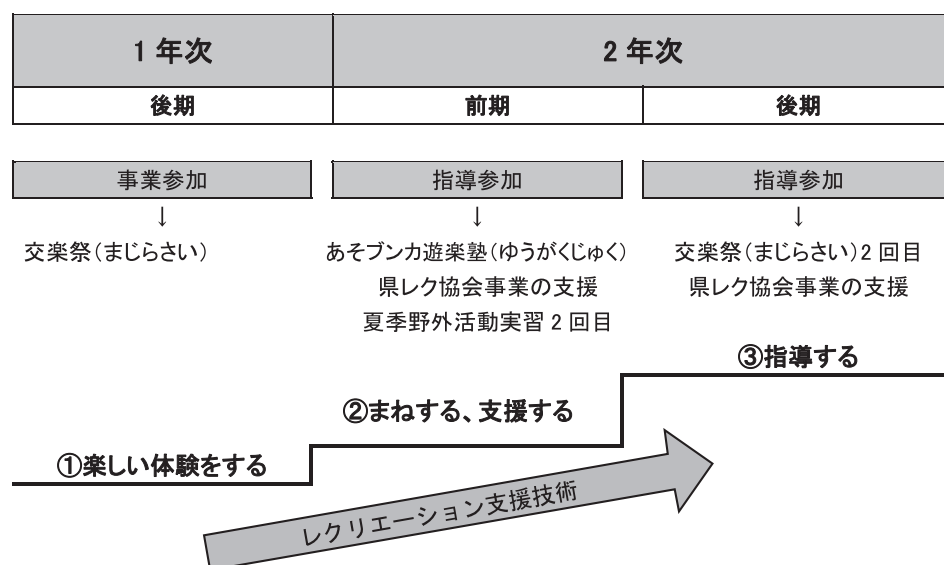 1 年次
2 年次
後期
前期
後期
事業参加
指導参加
指導参加
↓
↓
↓
交楽祭(まじらさい)
あそブンカ遊楽塾(ゆうがくじゅく)
交楽祭(まじらさい)2 回目
県レク協会事業の支援
県レク協会事業の支援
夏季野外活動実習 2 回目
③指導する
②まねする、支援する
①楽しい体験をする
レクリエーション支援技術